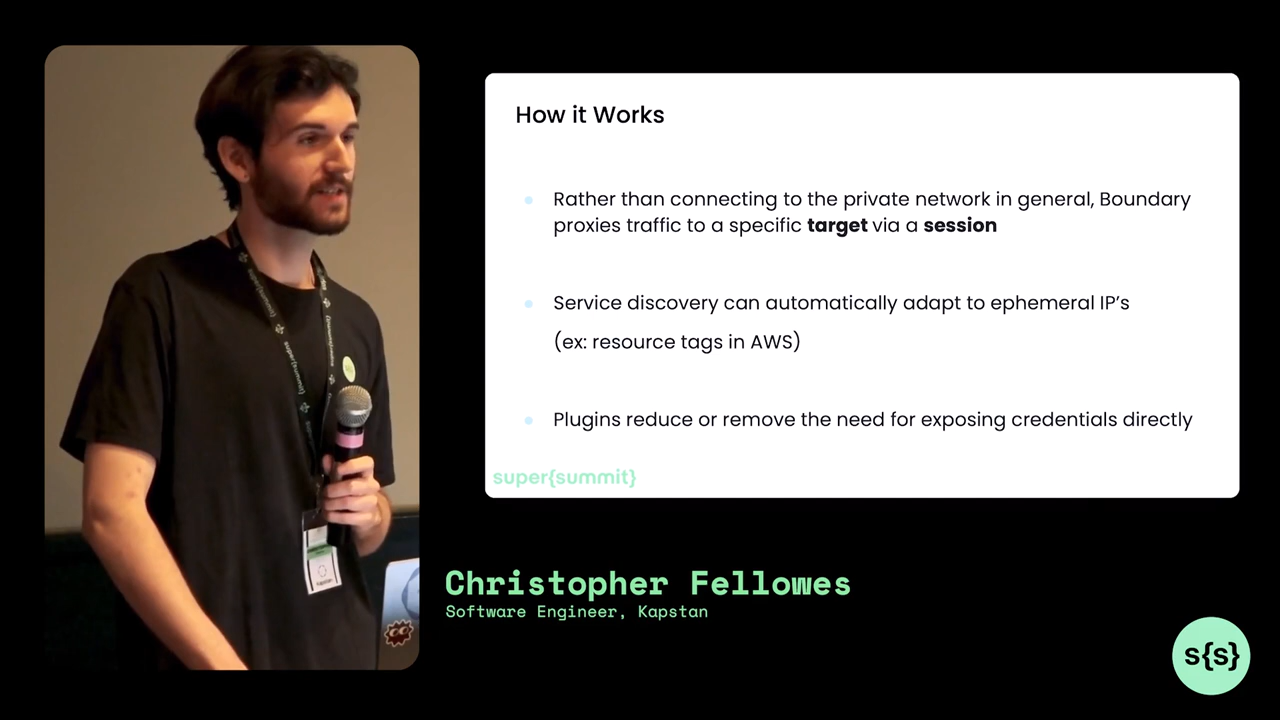 How it Works
Rather than connecting to the private network in general, Boundary
proxies traffic to a specific target via a session
Service discovery can automatically adapt to ephemeral IP’s
(ex: resource tags in AWS)
Plugins reduce or remove the need for exposing credentials directly
super{summit}
Christopher Fellowes
Software Engineer, Kapstan
s{s}